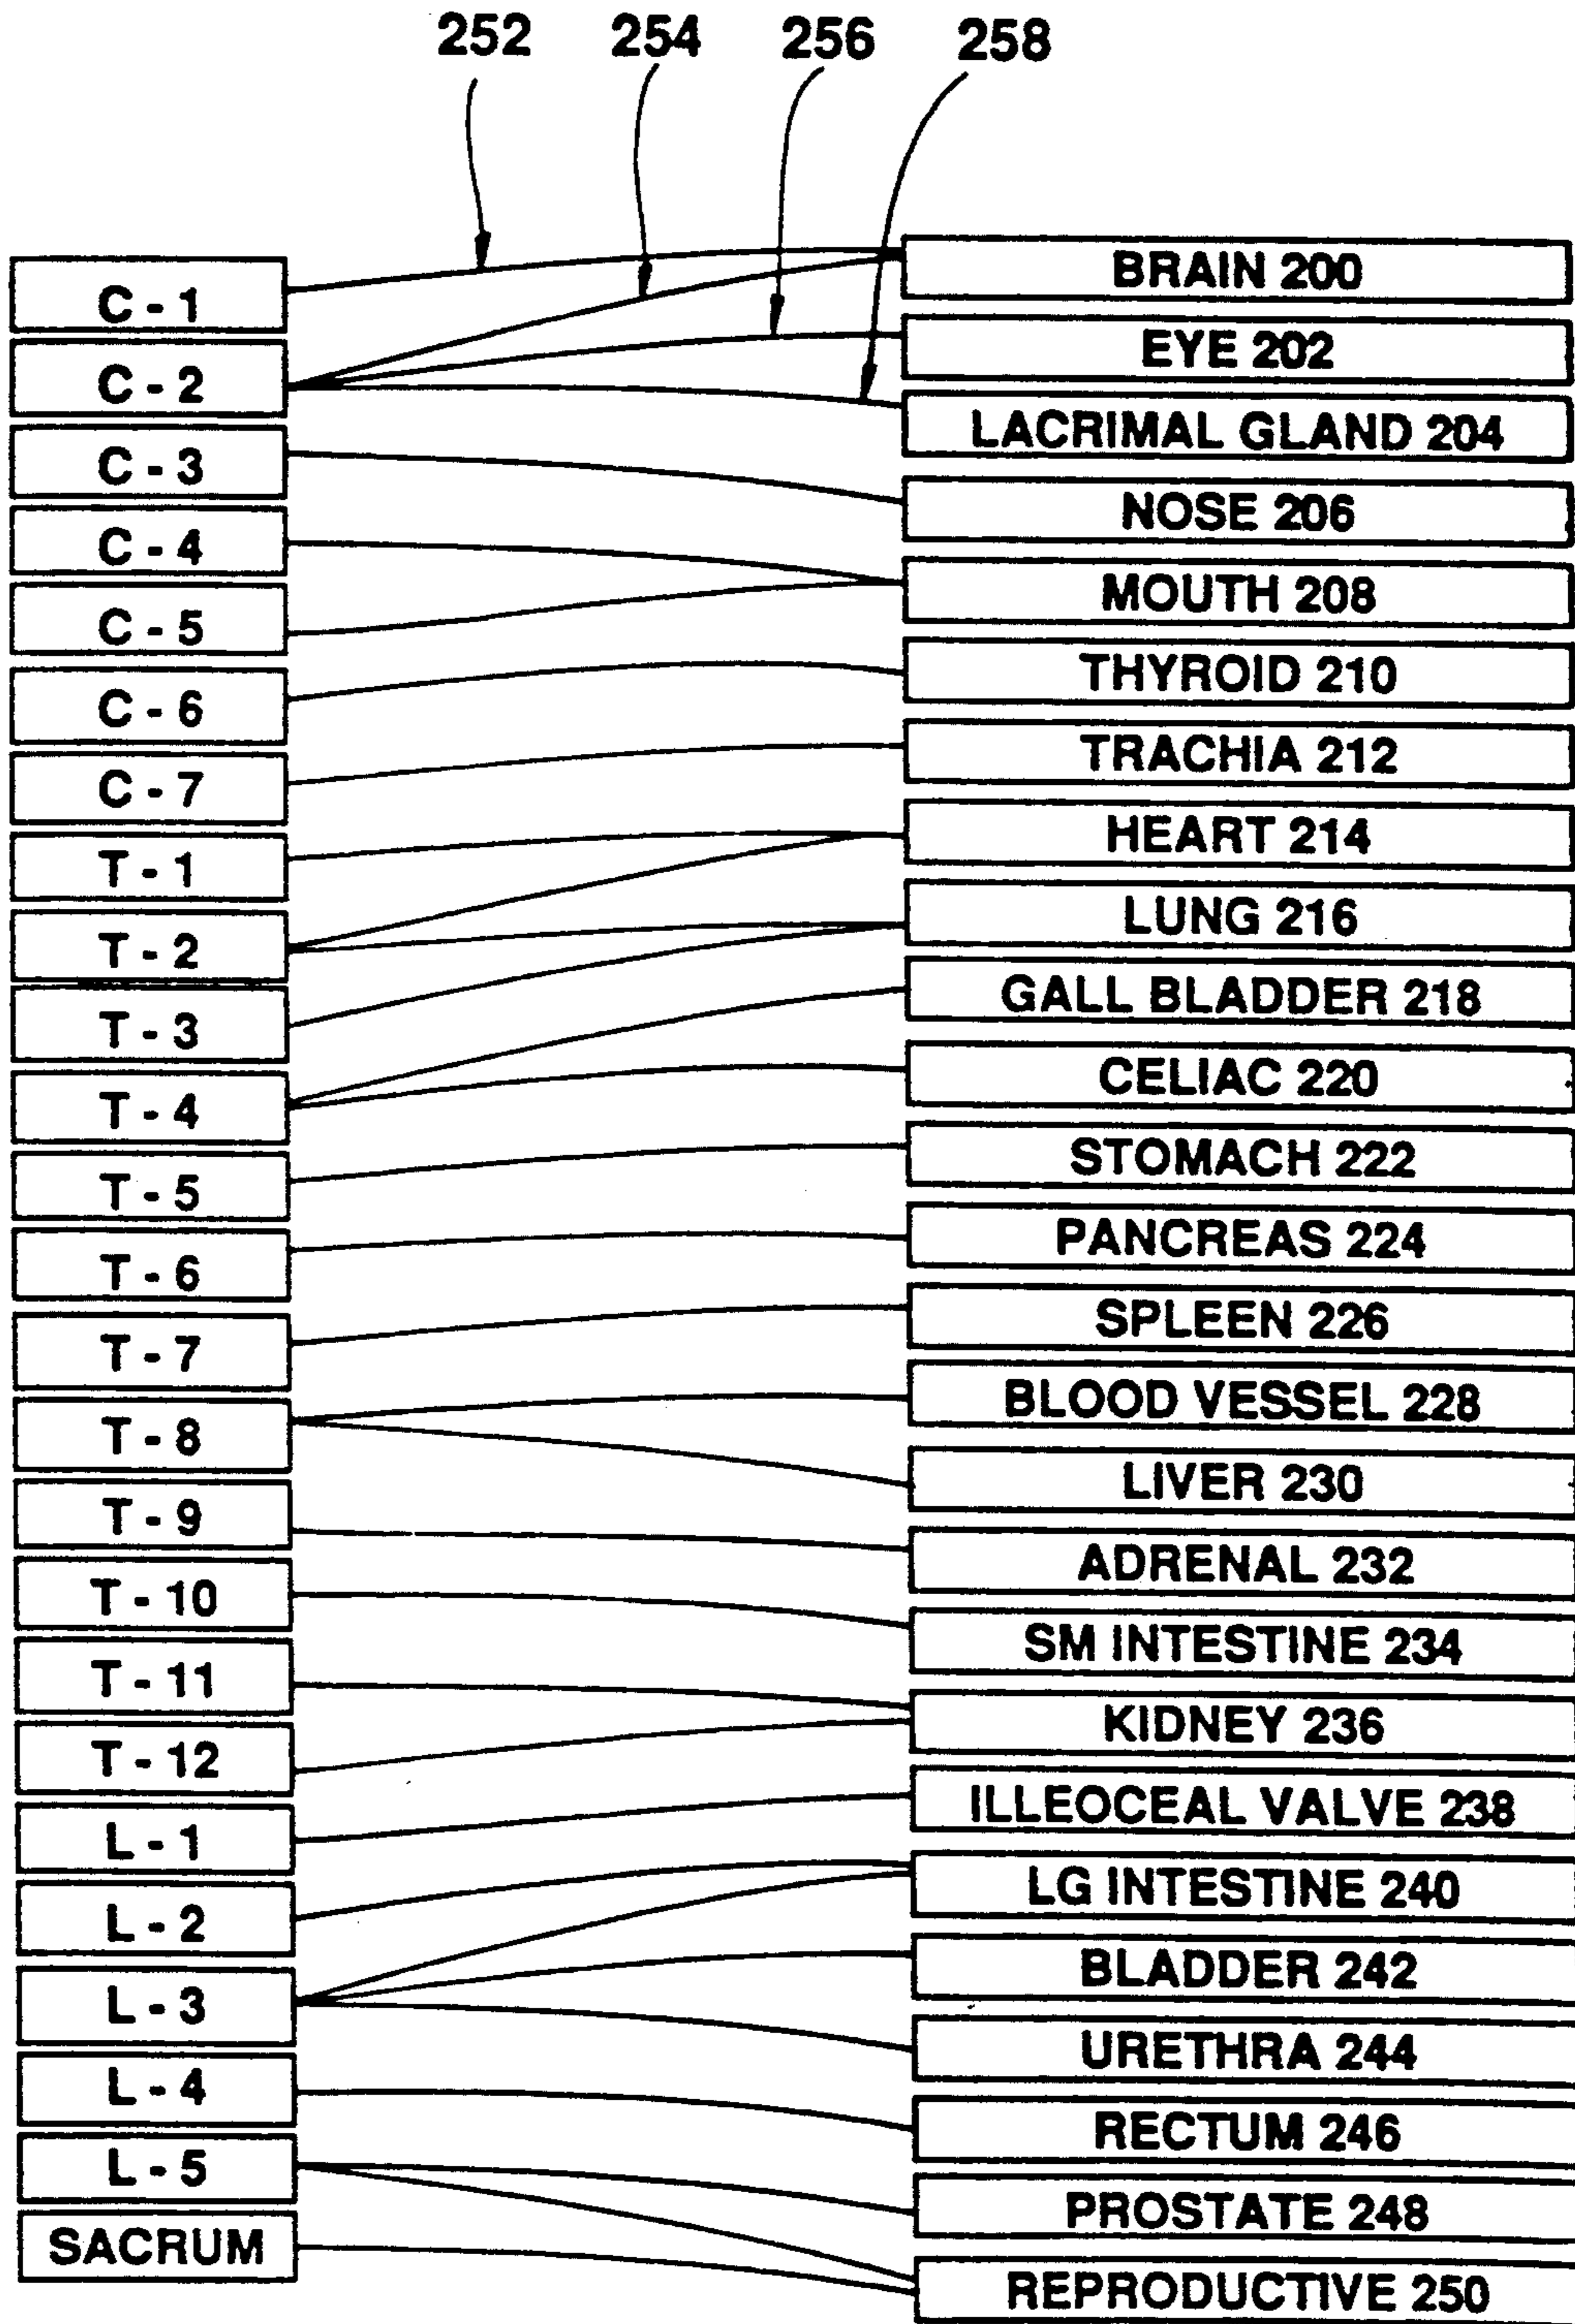 252 254 256 258
C - 1
C - 2
C - 3
C - 4
C - 5
C - 6
C - 7
T - 1
T - 2
T - 3
T - 4
T - 5
T - 6
T - 7
T - 8
T - 9
T - 10
T - 11
T - 12
L - 1
L - 2
L - 3
L - 4
L - 5
SACRUM
BRAIN 200
EYE 202
LACRIMAL GLAND 204
NOSE 206
MOUTH 208
THYROID 210
TRACHIA 212
HEART 214
LUNG 216
GALL BLADDER 218
CELIAC 220
STOMACH 222
PANCREAS 224
SPLEEN 226
BLOOD VESSEL 228
LIVER 230
ADRENAL 232
SM INTESTINE 234
KIDNEY 236
ILLEOCEAL VALVE 238
LG INTESTINE 240
BLADDER 242
URETHRA 244
RECTUM 246
PROSTATE 248
REPRODUCTIVE 250